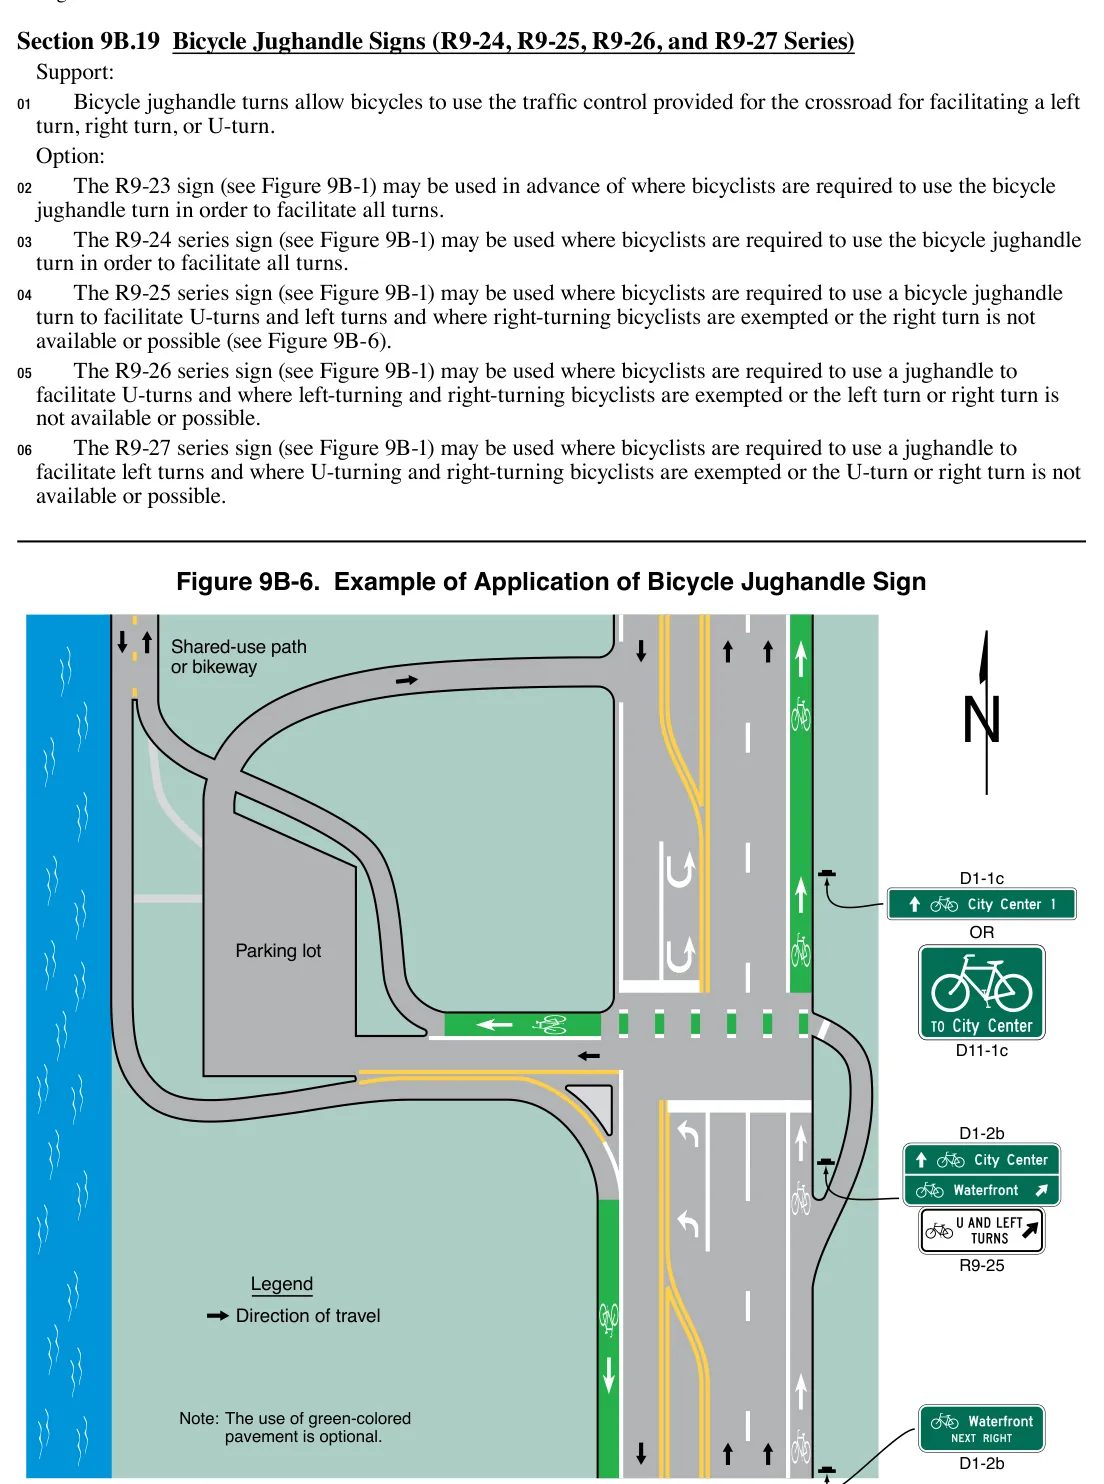 Section 9B.19 Bicycle Jughandle Signs (R9-24, R9-25, R9-26, and R9-27 Series)
Support:
01 Bicycle jughandle turns allow bicycles to use the traffic control provided for the crossroad for facilitating a left
turn, right turn, or U-turn.
Option:
02 The R9-23 sign (see Figure 9B-1) may be used in advance of where bicyclists are required to use the bicycle
jughandle turn in order to facilitate all turns.
03 The R9-24 series sign (see Figure 9B-1) may be used where bicyclists are required to use the bicycle jughandle
turn in order to facilitate all turns.
04 The R9-25 series sign (see Figure 9B-1) may be used where bicyclists are required to use a bicycle jughandle
turn to facilitate U-turns and left turns and where right-turning bicyclists are exempted or the right turn is not
available or possible (see Figure 9B-6).
05 The R9-26 series sign (see Figure 9B-1) may be used where bicyclists are required to use a jughandle to
facilitate U-turns and where left-turning and right-turning bicyclists are exempted or the left turn or right turn is
not available or possible.
06 The R9-27 series sign (see Figure 9B-1) may be used where bicyclists are required to use a jughandle to
facilitate left turns and where U-turning and right-turning bicyclists are exempted or the U-turn or right turn is not
available or possible.
Figure 9B-6. Example of Application of Bicycle Jughandle Sign
Shared-use path
or bikeway
N
D1-1c
City Center 1
OR
TO City Center
D11-1c
Parking lot
D1-2b
City Center
Waterfront
U AND LEFT
TURNS
R9-25
Legend
Direction of travel
Note: The use of green-colored
pavement is optional.
Waterfront
NEXT RIGHT
D1-2b